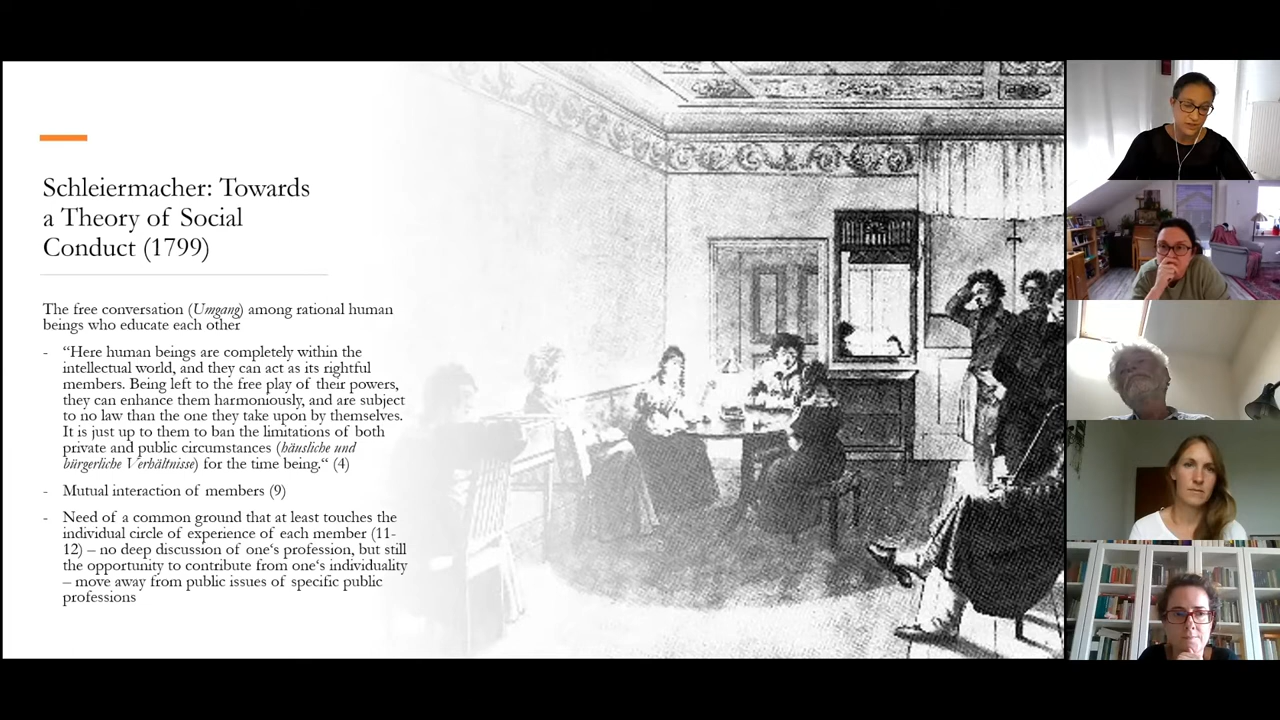 Schleiermacher: Towards
a Theory of Social
Conduct (1799)
The free conversation (Umgang) among rational human
beings who educate each other
- “Here human beings are completely within the
intellectual world, and they can act as its rightful
members. Being left to the free play of their powers,
they can enhance them harmoniously, and are subject
to no law than the one they take upon by themselves.
It is just up to them to ban the limitations of both
private and public circumstances (häusliche und
bürgerliche Verhältnisse) for the time being.“ (4)
- Mutual interaction of members (9)
- Need of a common ground that at least touches the
individual circle of experience of each member (11-
12) – no deep discussion of one‘s profession, but still
the opportunity to contribute from one‘s individuality
– move away from public issues of specific public
professions